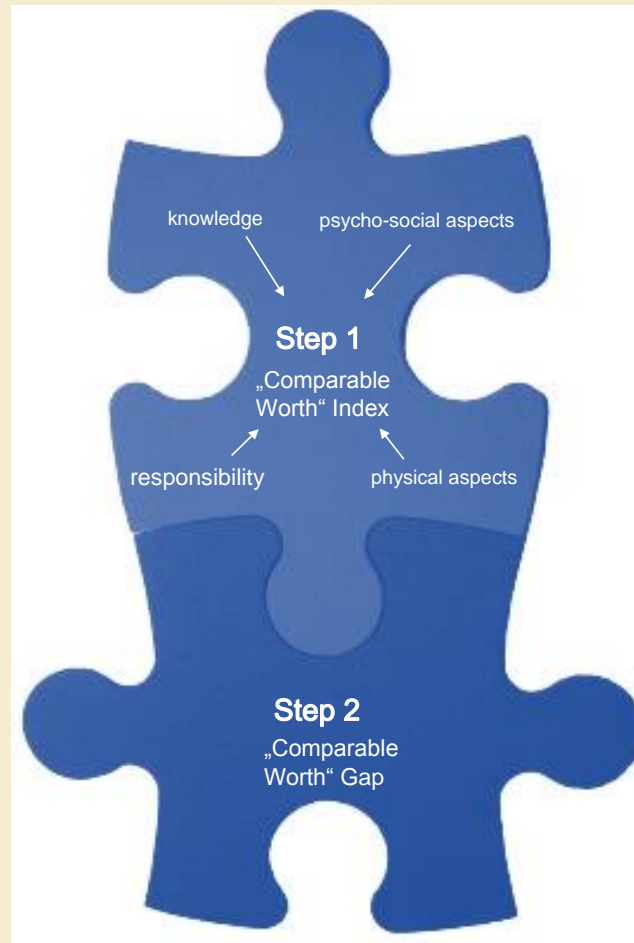 knowledge
psycho-social aspects
Step 1
„Comparable
Worth“ Index
responsibility
physical aspects
Step 2
„Comparable
Worth“ Gap